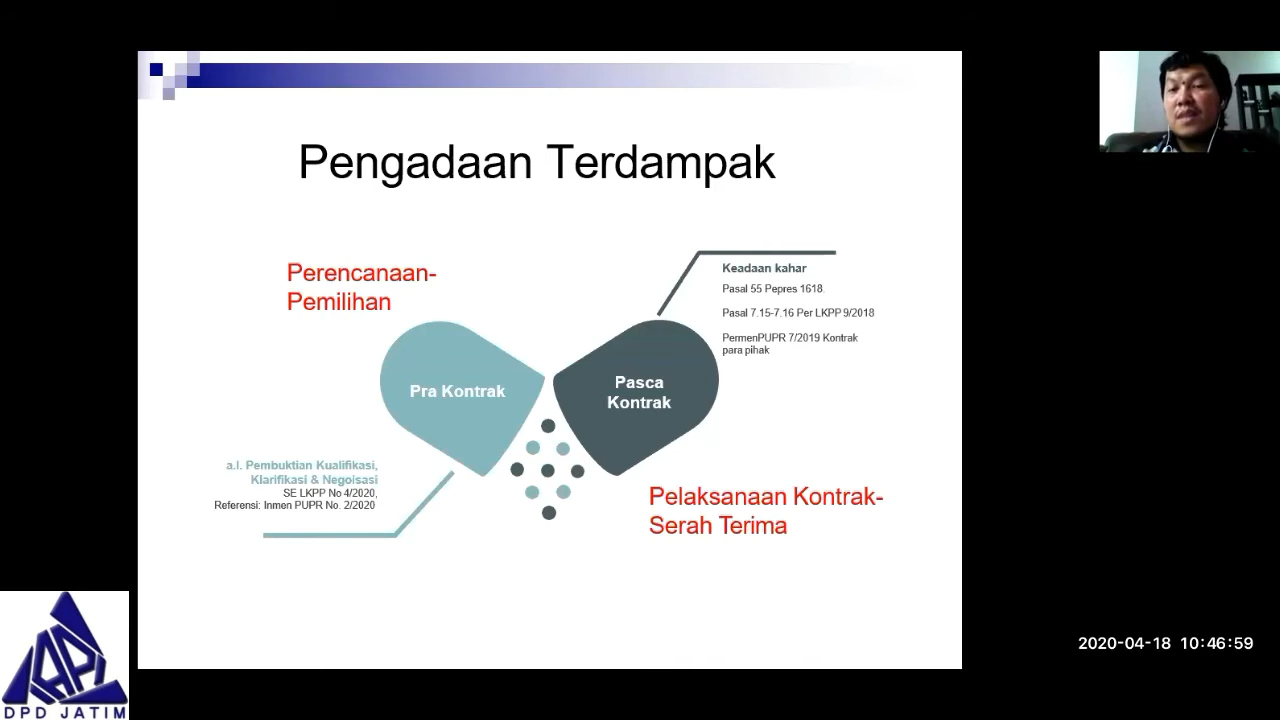 Pengadaan Terdampak
Perencanaan-
Pemilihan
Keadaan kahar
Pasal 55 Pepres 1618.
Pasal 7.15-7.16 Per LKPP 9/2018
PermenPUPR 7/2019 Kontrak
para pihak
Pra Kontrak
Pasca
Kontrak
a.l. Pembuktian Kualifikasi,
Klarifikasi & Negoisasi
SE LKPP No 4/2020,
Referensi: Inmen PUPR No. 2/2020
Pelaksanaan Kontrak-
Serah Terima
2020-04-18 10:46:59
IAPI
DPD JATIM